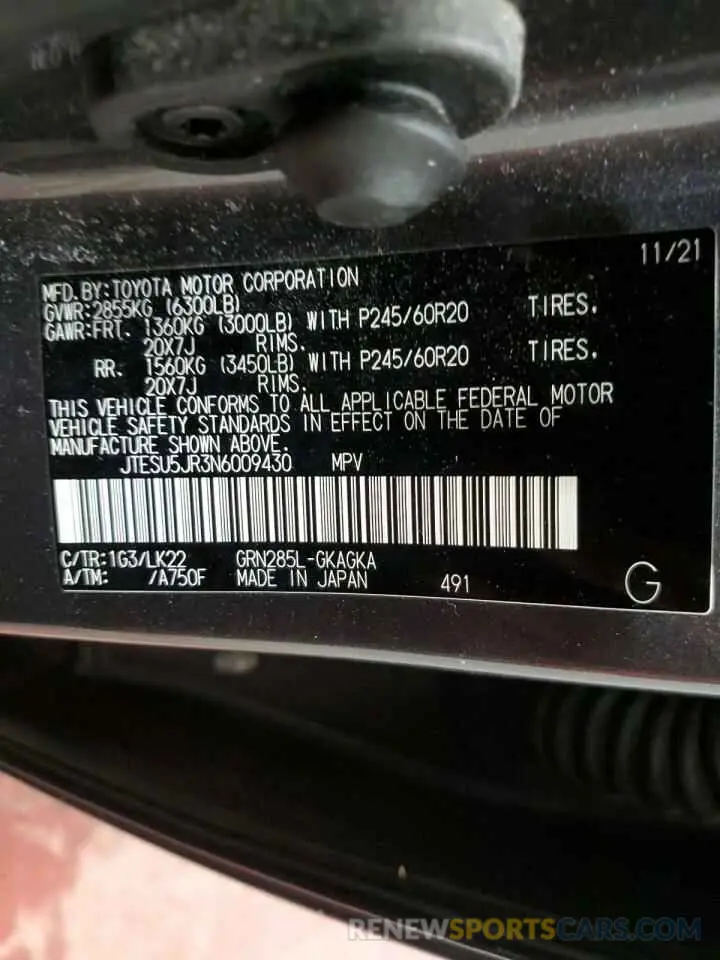 11/21
MFD.BY:TOYOTA MOTOR CORPORATION
GVWR:2855KG (6300LB)
GAWR:FRT. 1360KG (3000LB) WITH P245/60R20 TIRES.
20X7J RIMS.
RR. 1560KG (3450LB) WITH P245/60R20 TIRES.
20X7J RIMS.
THIS VEHICLE CONFORMS TO ALL APPLICABLE FEDERAL MOTOR
VEHICLE SAFETY STANDARDS IN EFFECT ON THE DATE OF
MANUFACTURE SHOWN ABOVE.
JTESU5JR3N6009430 MPV
C/TR:1G3/LK22 GRN285L-GKAGKA
A/TM: /A750F MADE IN JAPAN 491 G
RENEWSPORTSCARS.COM